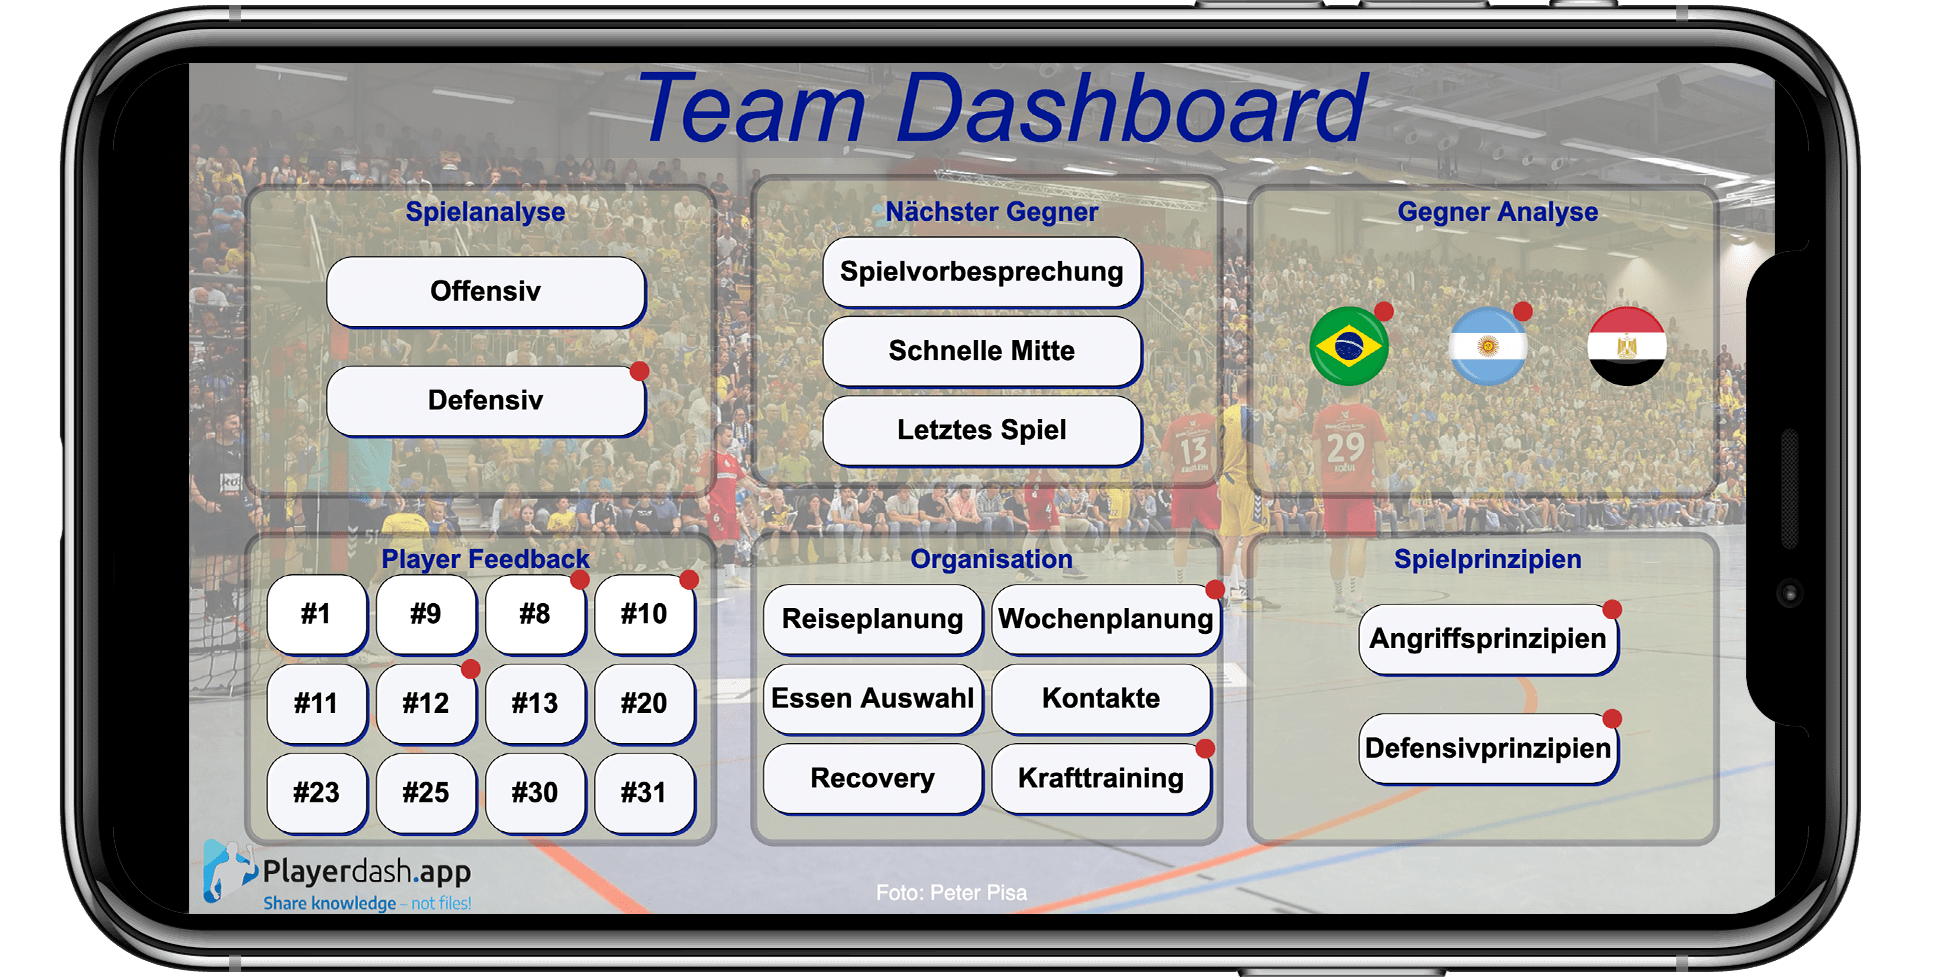 Team Dashboard
Spielanalyse
Offensiv
Defensiv
Nächster Gegner
Spielvorbesprechung
Schnelle Mitte
Letztes Spiel
Gegner Analyse
13
29
Player Feedback
#1 #9 #8 #10
#11 #12 #13 #20
#23 #25 #30 #31
Organisation
Reiseplanung Wochenplanung
Essen Auswahl Kontakte
Recovery Krafttraining
Spielprinzipien
Angriffsprinzipien
Defensivprinzipien
Playerdash.app
Share knowledge – not files!
Foto: Peter Pisa